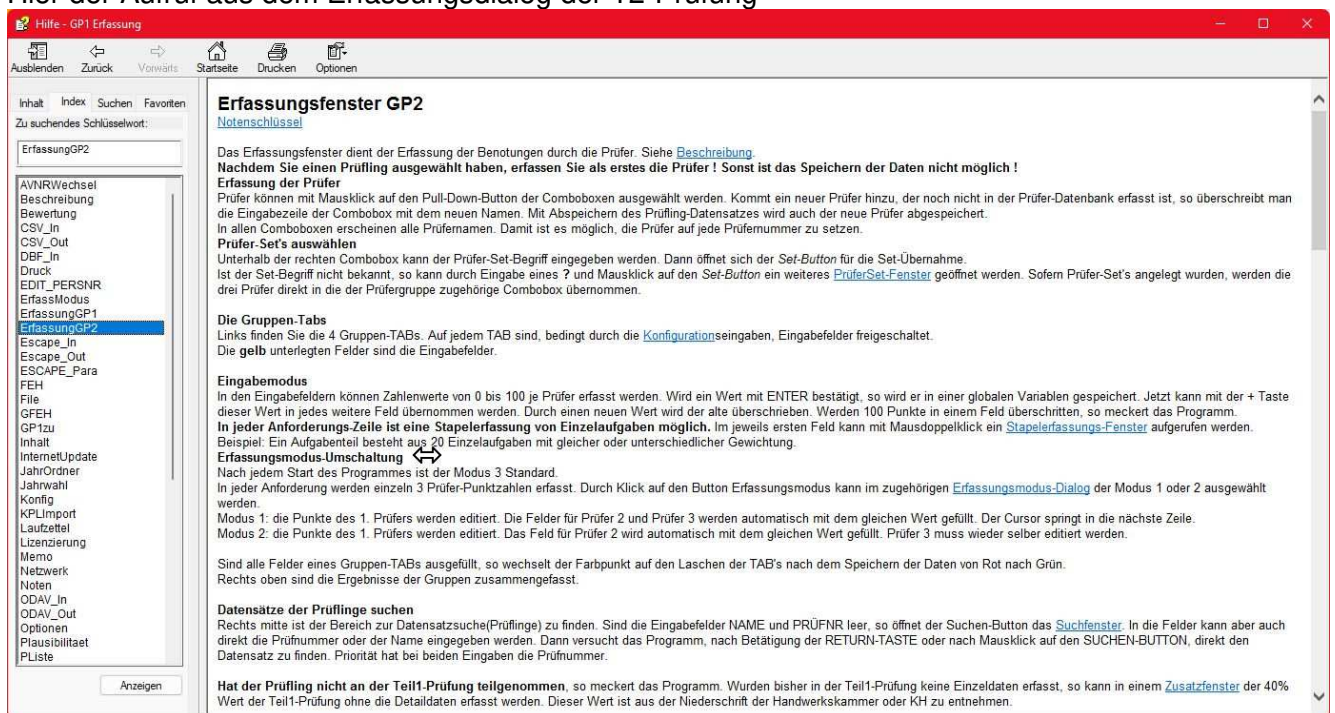 Hier der Aufruf aus dem Erfassungsdialog der T2-Prüfung
Hilfe - GP1 Erfassung
Ausblenden Zurück Vorwärts Startseite Drucken Optionen
Inhalt Index Suchen Favoriten
Zu suchendes Schlüsselwort:
ErfassungGP2
AVNRWechsel
Beschreibung
Bewertung
CSV_In
CSV_Out
DBF_In
Druck
EDIT_PERSNR
ErfassModus
ErfassungGP1
ErfassungGP2
Escape_In
Escape_Out
ESCAPE_Para
FEH
File
GFEH
GP1zu
Inhalt
InternetUpdate
JahrOrdner
Jahrwahl
Konfig
KPLImport
Laufzettel
Lizenzierung
Memo
Netzwerk
Noten
ODAV_In
ODAV_Out
Optionen
Plausibilitaet
PListe
Anzeigen
Erfassungsfenster GP2
Notenschlüssel
Das Erfassungsfenster dient der Erfassung der Benotungen durch die Prüfer. Siehe Beschreibung.
Nachdem Sie einen Prüfling ausgewählt haben, erfassen Sie als erstes die Prüfer ! Sonst ist das Speichern der Daten nicht möglich !
Erfassung der Prüfer
Prüfer können mit Mausklick auf den Pull-Down-Button der Comboboxen ausgewählt werden. Kommt ein neuer Prüfer hinzu, der noch nicht in der Prüfer-Datenbank erfasst ist, so überschreibt man
die Eingabezeile der Combobox mit dem neuen Namen. Mit Abspeichern des Prüfling-Datensatzes wird auch der neue Prüfer abgespeichert.
In allen Comboboxen erscheinen alle Prüfernamen. Damit ist es möglich, die Prüfer auf jede Prüfernummer zu setzen.
Prüfer-Set's auswählen
Unterhalb der rechten Combobox kann der Prüfer-Set-Begriff eingegeben werden. Dann öffnet sich der Set-Button für die Set-Übernahme.
Ist der Set-Begriff nicht bekannt, so kann durch Eingabe eines ? und Mausklick auf den Set-Button ein weiteres PrüferSet-Fenster geöffnet werden. Sofern Prüfer-Set's angelegt wurden, werden die
drei Prüfer direkt in die der Prüfergruppe zugehörige Combobox übernommen.
Die Gruppen-Tabs
Links finden Sie die 4 Gruppen-TABs. Auf jedem TAB sind, bedingt durch die Konfigurationseingaben, Eingabefelder freigeschaltet.
Die gelb unterlegten Felder sind die Eingabefelder.
Eingabemodus
In den Eingabefeldern können Zahlenwerte von 0 bis 100 je Prüfer erfasst werden. Wird ein Wert mit ENTER bestätigt, so wird er in einer globalen Variablen gespeichert. Jetzt kann mit der + Taste
dieser Wert in jedes weitere Feld übernommen werden. Durch einen neuen Wert wird der alte überschrieben. Werden 100 Punkte in einem Feld überschritten, so meckert das Programm.
In jeder Anforderungs-Zeile ist eine Stapelerfassung von Einzelaufgaben möglich. Im jeweils ersten Feld kann mit Mausdoppelklick ein Stapelerfassungs-Fenster aufgerufen werden.
Beispiel: Ein Aufgabenteil besteht aus 20 Einzelaufgaben mit gleicher oder unterschiedlicher Gewichtung.
Erfassungsmodus-Umschaltung
Nach jedem Start des Programmes ist der Modus 3 Standard.
In jeder Anforderung werden einzeln 3 Prüfer-Punktzahlen erfasst. Durch Klick auf den Button Erfassungsmodus kann im zugehörigen Erfassungsmodus-Dialog der Modus 1 oder 2 ausgewählt
werden.
Modus 1: die Punkte des 1. Prüfers werden editiert. Die Felder für Prüfer 2 und Prüfer 3 werden automatisch mit dem gleichen Wert gefüllt. Der Cursor springt in die nächste Zeile.
Modus 2: die Punkte des 1. Prüfers werden editiert. Das Feld für Prüfer 2 wird automatisch mit dem gleichen Wert gefüllt. Prüfer 3 muss wieder selber editiert werden.
Sind alle Felder eines Gruppen-TABs ausgefüllt, so wechselt der Farbpunkt auf den Laschen der TAB's nach dem Speichern der Daten von Rot nach Grün.
Rechts oben sind die Ergebnisse der Gruppen zusammengefasst.
Datensätze der Prüflinge suchen
Rechts mitte ist der Bereich zur Datensatzsuche(Prüflinge) zu finden. Sind die Eingabefelder NAME und PRÜFNR leer, so öffnet der Suchen-Button das Suchfenster. In die Felder kann aber auch
direkt die Prüfnummer oder der Name eingegeben werden. Dann versucht das Programm, nach Betätigung der RETURN-TASTE oder nach Mausklick auf den SUCHEN-BUTTON, direkt den
Datensatz zu finden. Priorität hat bei beiden Eingaben die Prüfnummer.
Hat der Prüfling nicht an der Teil1-Prüfung teilgenommen, so meckert das Programm. Wurden bisher in der Teil1-Prüfung keine Einzeldaten erfasst, so kann in einem Zusatzfenster der 40%
Wert der Teil1-Prüfung ohne die Detaildaten erfasst werden. Dieser Wert ist aus der Niederschrift der Handwerkskammer oder KH zu entnehmen.